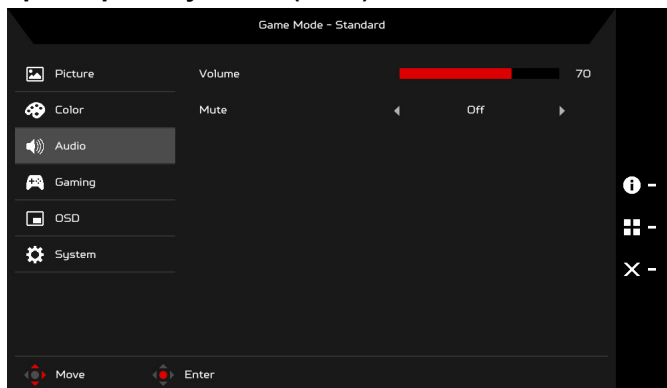 Game Mode - Standard
Picture
Volume 70
Color
Mute Off
Audio
Gaming
OSD
System
Move Enter